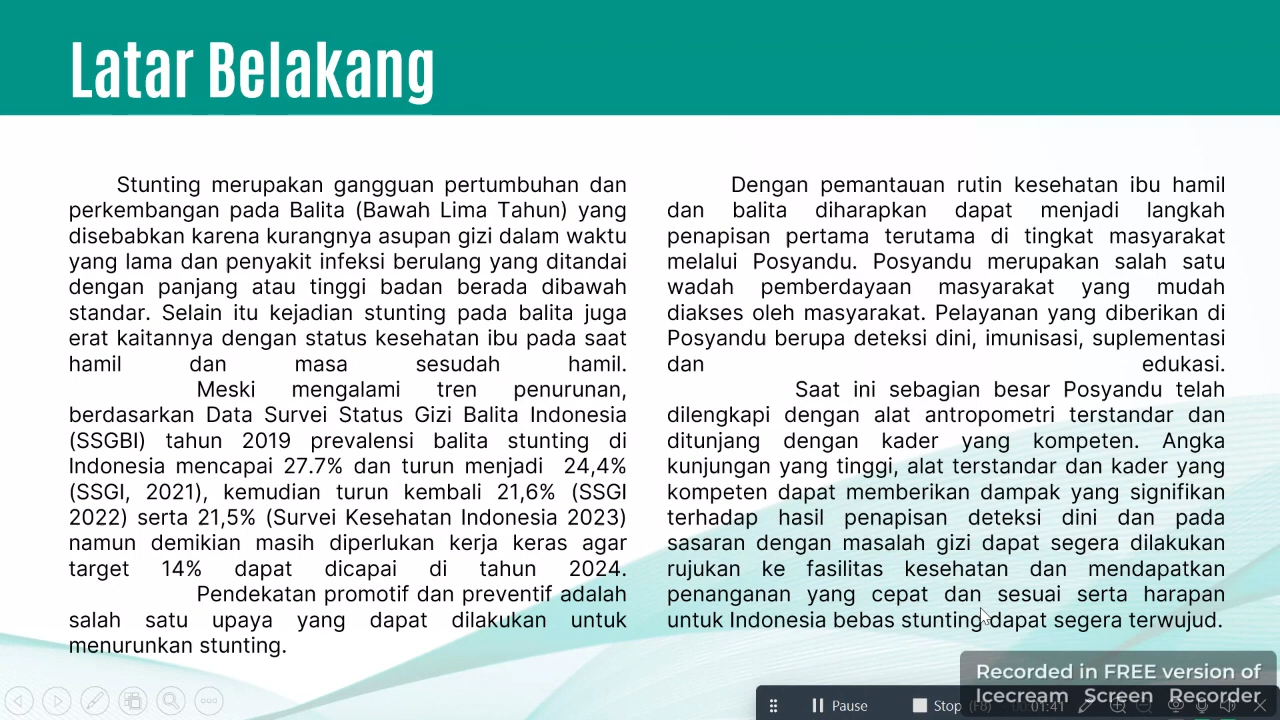 Latar Belakang
Stunting merupakan gangguan pertumbuhan dan
perkembangan pada Balita (Bawah Lima Tahun) yang
disebabkan karena kurangnya asupan gizi dalam waktu
yang lama dan penyakit infeksi berulang yang ditandai
dengan panjang atau tinggi badan berada dibawah
standar. Selain itu kejadian stunting pada balita juga
erat kaitannya dengan status kesehatan ibu pada saat
hamil dan masa sesudah hamil.
Meski mengalami tren penurunan,
berdasarkan Data Survei Status Gizi Balita Indonesia
(SSGBI) tahun 2019 prevalensi balita stunting di
Indonesia mencapai 27.7% dan turun menjadi 24,4%
(SSGI, 2021), kemudian turun kembali 21,6% (SSGI
2022) serta 21,5% (Survei Kesehatan Indonesia 2023)
namun demikian masih diperlukan kerja keras agar
target 14% dapat dicapai di tahun 2024.
Pendekatan promotif dan preventif adalah
salah satu upaya yang dapat dilakukan untuk
menurunkan stunting.
Dengan pemantauan rutin kesehatan ibu hamil
dan balita diharapkan dapat menjadi langkah
penapisan pertama terutama di tingkat masyarakat
melalui Posyandu. Posyandu merupakan salah satu
wadah pemberdayaan masyarakat yang mudah
diakses oleh masyarakat. Pelayanan yang diberikan di
Posyandu berupa deteksi dini, imunisasi, suplementasi
dan edukasi.
Saat ini sebagian besar Posyandu telah
dilengkapi dengan alat antropometri terstandar dan
ditunjang dengan kader yang kompeten. Angka
kunjungan yang tinggi, alat terstandar dan kader yang
kompeten dapat memberikan dampak yang signifikan
terhadap hasil penapisan deteksi dini dan pada
sasaran dengan masalah gizi dapat segera dilakukan
rujukan ke fasilitas kesehatan dan mendapatkan
penanganan yang cepat dan sesuai serta harapan
untuk Indonesia bebas stunting dapat segera terwujud.
Recorded in FREE version of
Icecream Screen Recorder
Pause Stop (F8) 00:01:41